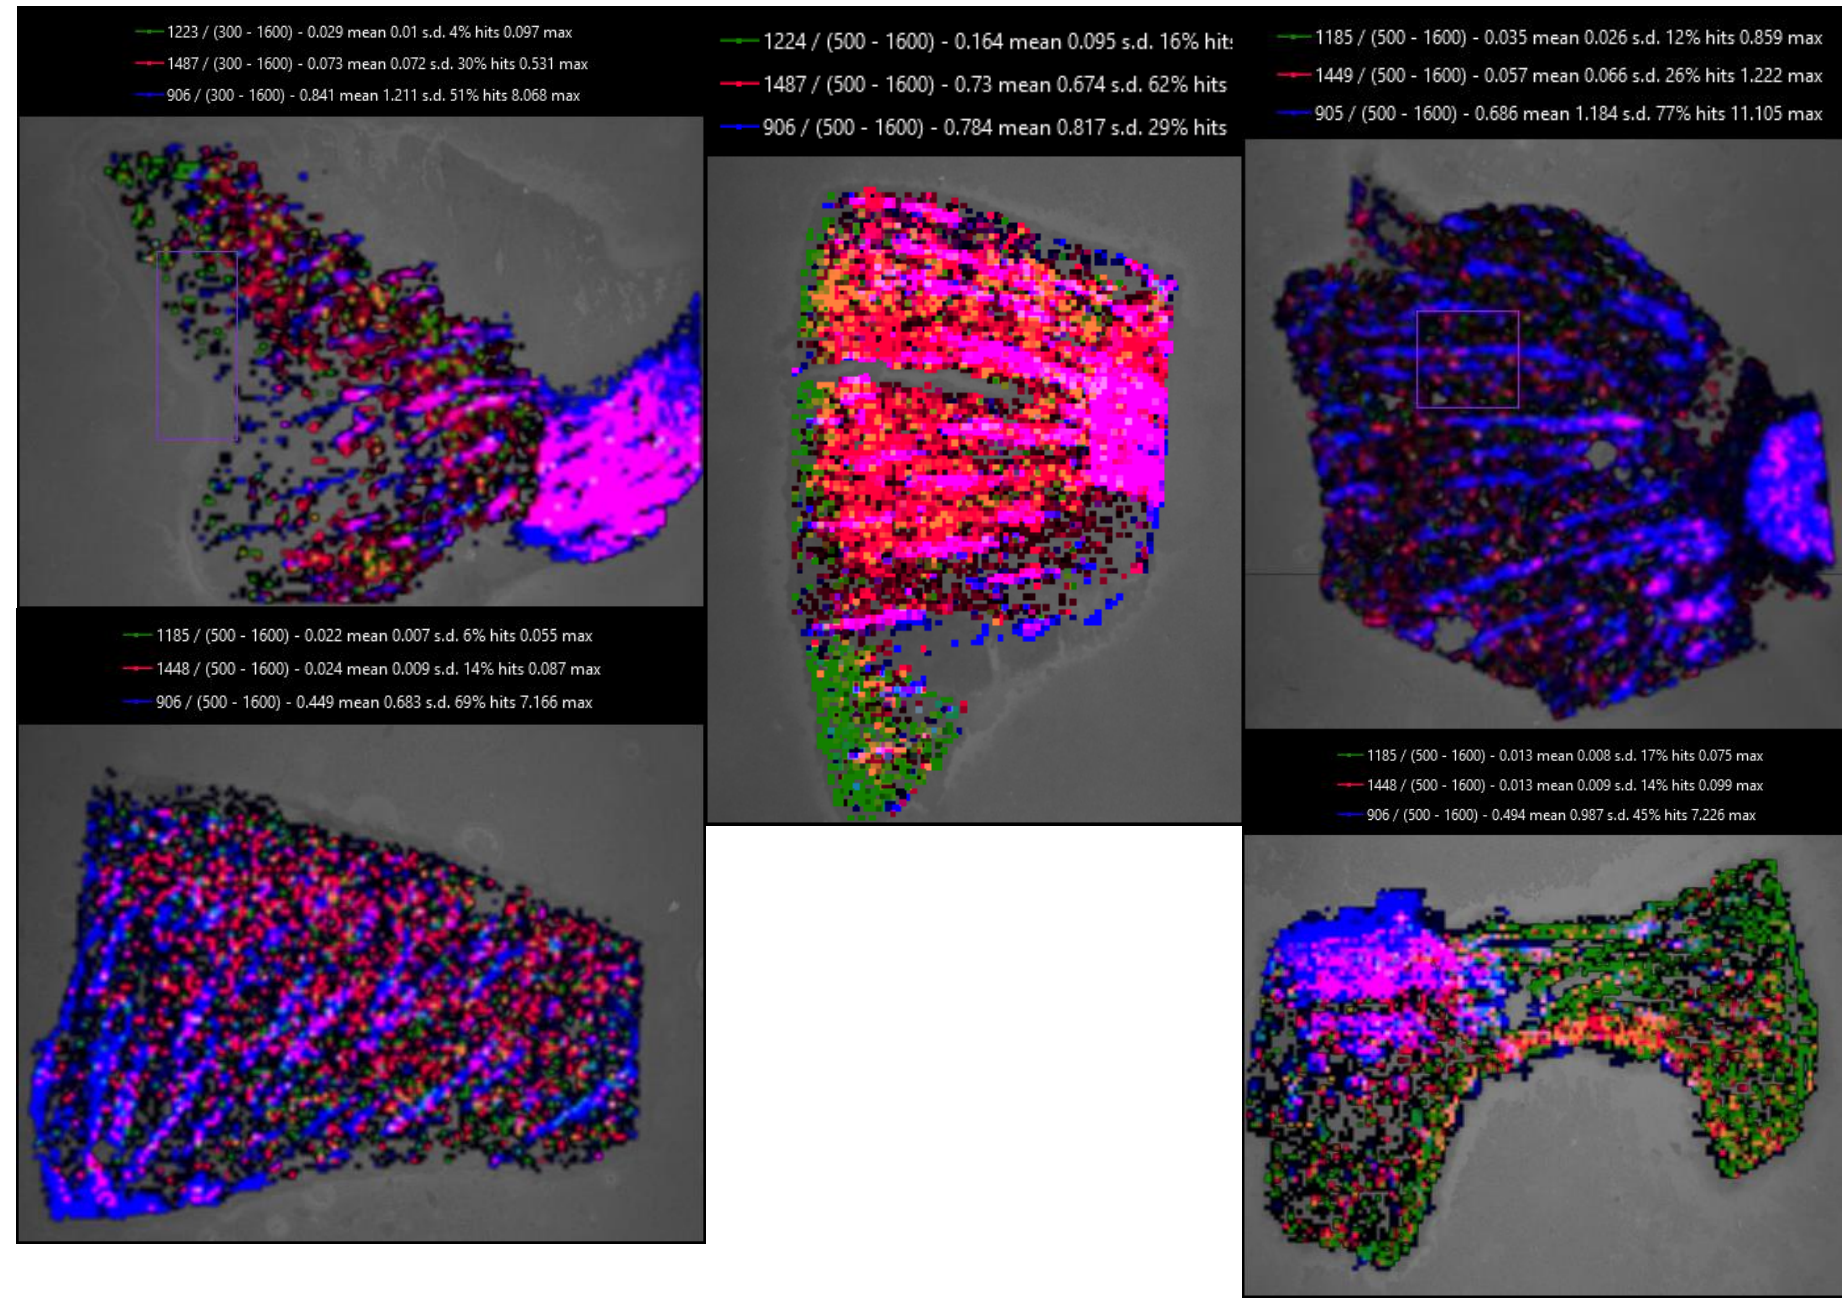 1223 / (300 - 1600) - 0.029 mean 0.01 s.d. 4% hits 0.097 max
1487 / (300 - 1600) - 0.073 mean 0.072 s.d. 30% hits 0.531 max
906 / (300 - 1600) - 0.841 mean 1.211 s.d. 51% hits 8.068 max
1224 / (500 - 1600) - 0.164 mean 0.095 s.d. 16% hits
1487 / (500 - 1600) - 0.73 mean 0.674 s.d. 62% hits
906 / (500 - 1600) - 0.784 mean 0.817 s.d. 29% hits
1185 / (500 - 1600) - 0.035 mean 0.026 s.d. 12% hits 0.859 max
1449 / (500 - 1600) - 0.057 mean 0.066 s.d. 26% hits 1.222 max
905 / (500 - 1600) - 0.686 mean 1.184 s.d. 77% hits 11.105 max
1185 / (500 - 1600) - 0.022 mean 0.007 s.d. 6% hits 0.055 max
1448 / (500 - 1600) - 0.024 mean 0.009 s.d. 14% hits 0.087 max
906 / (500 - 1600) - 0.449 mean 0.683 s.d. 69% hits 7.166 max
1185 / (500 - 1600) - 0.013 mean 0.008 s.d. 17% hits 0.075 max
1448 / (500 - 1600) - 0.013 mean 0.009 s.d. 14% hits 0.099 max
906 / (500 - 1600) - 0.494 mean 0.987 s.d. 45% hits 7.226 max